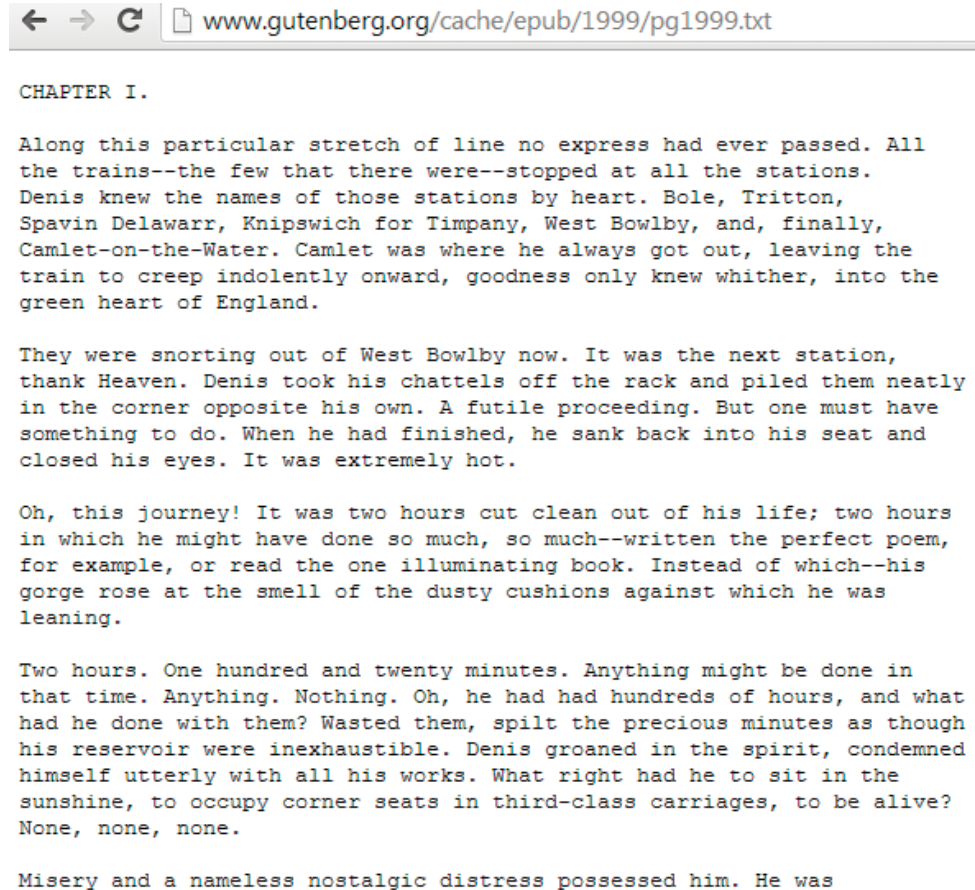 www.gutenberg.org/cache/epub/1999/pg1999.txt
CHAPTER I.
Along this particular stretch of line no express had ever passed. All
the trains--the few that there were--stopped at all the stations.
Denis knew the names of those stations by heart. Bole, Tritton,
Spavin Delawarr, Knipswich for Timpany, West Bowlby, and, finally,
Camlet-on-the-Water. Camlet was where he always got out, leaving the
train to creep indolently onward, goodness only knew whither, into the
green heart of England.
They were snorting out of West Bowlby now. It was the next station,
thank Heaven. Denis took his chattels off the rack and piled them neatly
in the corner opposite his own. A futile proceeding. But one must have
something to do. When he had finished, he sank back into his seat and
closed his eyes. It was extremely hot.
Oh, this journey! It was two hours cut clean out of his life; two hours
in which he might have done so much, so much--written the perfect poem,
for example, or read the one illuminating book. Instead of which--his
gorge rose at the smell of the dusty cushions against which he was
leaning.
Two hours. One hundred and twenty minutes. Anything might be done in
that time. Anything. Nothing. Oh, he had had hundreds of hours, and what
had he done with them? Wasted them, spilt the precious minutes as though
his reservoir were inexhaustible. Denis groaned in the spirit, condemned
himself utterly with all his works. What right had he to sit in the
sunshine, to occupy corner seats in third-class carriages, to be alive?
None, none, none.
Misery and a nameless nostalgic distress possessed him. He was